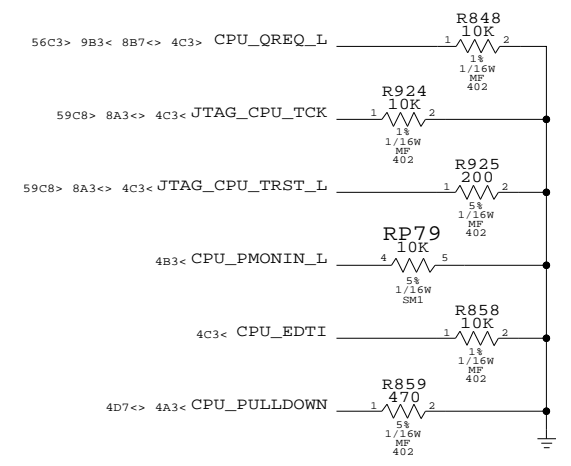 R848
10K
56C3> 9B3< 8B7<> 4C3> CPU_QREQ_L
1 2
1%
1/16W
MF
402
R924
10K
59C8> 8A3<> 4C3< JTAG_CPU_TCK
1 2
1%
1/16W
MF
402
R925
200
59C8> 8A3<> 4C3< JTAG_CPU_TRST_L
1 2
5%
1/16W
MF
402
RP79
10K
4B3< CPU_PMONIN_L
4 5
5%
1/16W
SM1
R858
10K
4C3< CPU_EDTI
1 2
1%
1/16W
MF
402
R859
470
4D7<> 4A3< CPU_PULLDOWN
1 2
5%
1/16W
MF
402